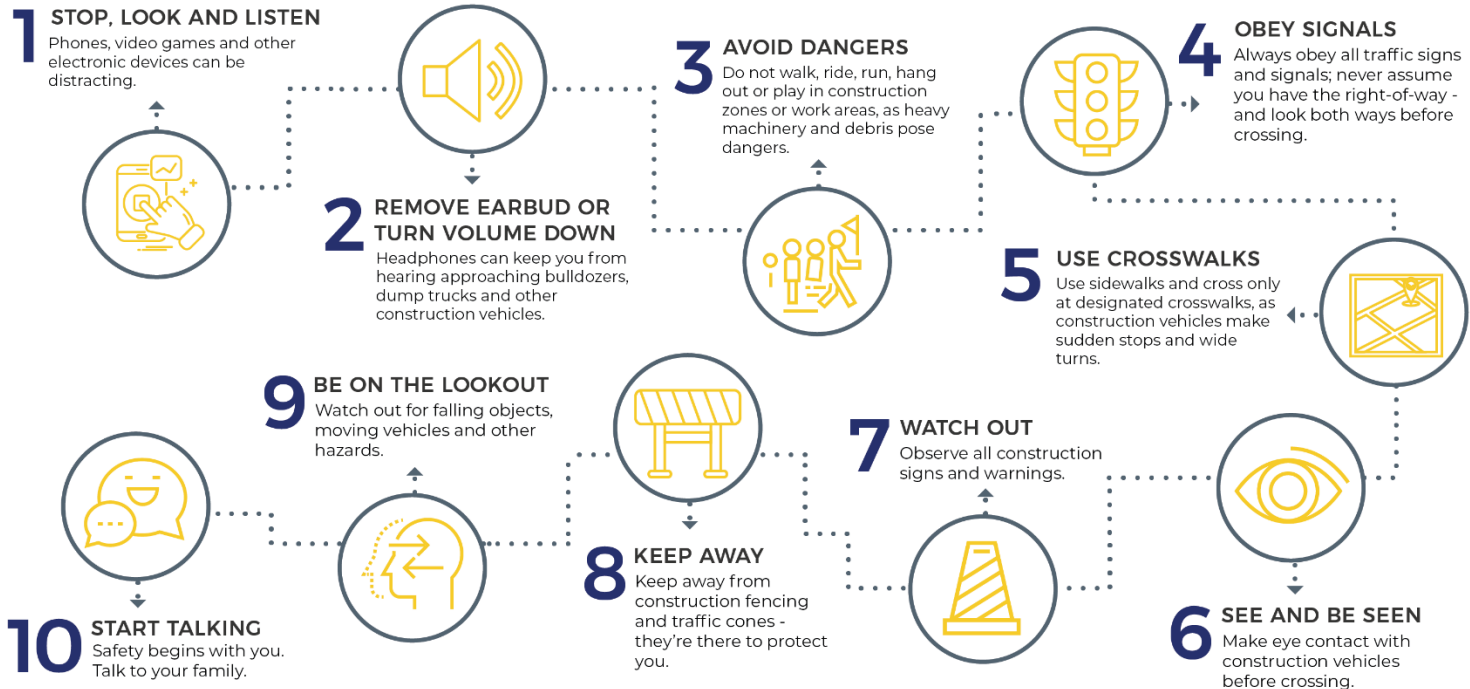 1
STOP, LOOK AND LISTEN
Phones, video games and other
electronic devices can be
distracting.
2
REMOVE EARBUD OR
TURN VOLUME DOWN
Headphones can keep you from
hearing approaching bulldozers,
dump trucks and other
construction vehicles.
3
AVOID DANGERS
Do not walk, ride, run, hang
out or play in construction
zones or work areas, as heavy
machinery and debris pose
dangers.
4
OBEY SIGNALS
Always obey all traffic signs
and signals; never assume
you have the right-of-way -
and look both ways before
crossing.
5
USE CROSSWALKS
Use sidewalks and cross only
at designated crosswalks, as
construction vehicles make
sudden stops and wide
turns.
6
SEE AND BE SEEN
Make eye contact with
construction vehicles
before crossing.
7
WATCH OUT
Observe all construction
signs and warnings.
8
KEEP AWAY
Keep away from
construction fencing
and traffic cones -
they're there to protect
you.
9
BE ON THE LOOKOUT
Watch out for falling objects,
moving vehicles and other
hazards.
10
START TALKING
Safety begins with you.
Talk to your family.